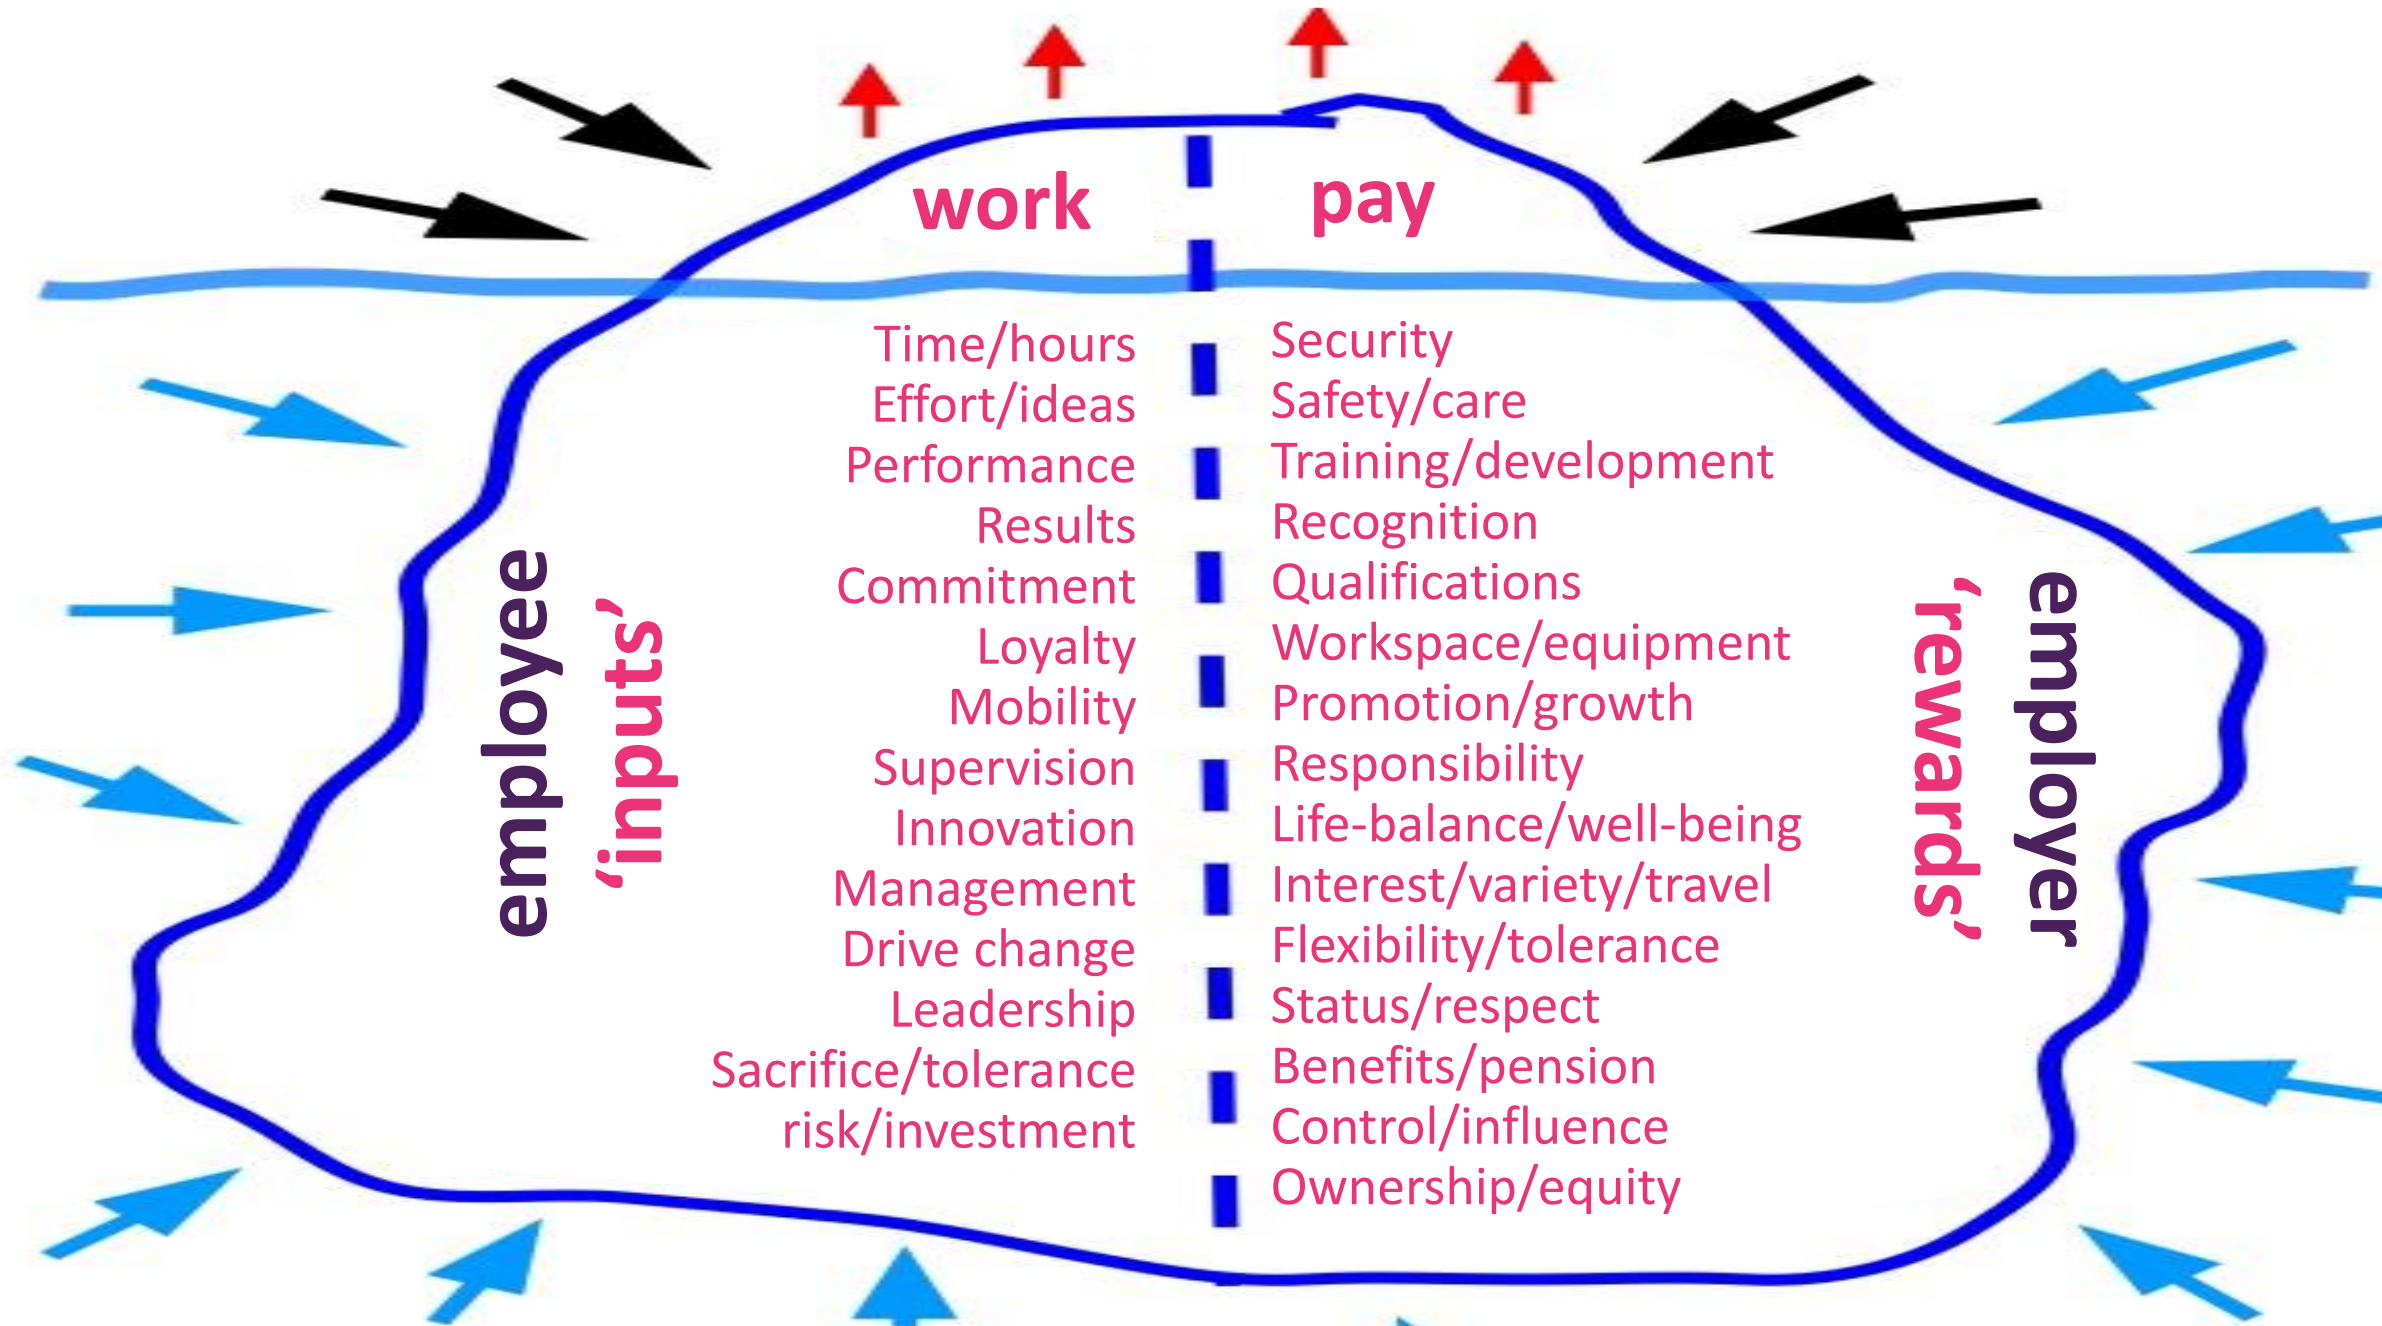 work
pay
employee
‘inputs’
Time/hours
Effort/ideas
Performance
Results
Commitment
Loyalty
Mobility
Supervision
Innovation
Management
Drive change
Leadership
Sacrifice/tolerance
risk/investment
Security
Safety/care
Training/development
Recognition
Qualifications
Workspace/equipment
Promotion/growth
Responsibility
Life-balance/well-being
Interest/variety/travel
Flexibility/tolerance
Status/respect
Benefits/pension
Control/influence
Ownership/equity
‘rewards’
employer